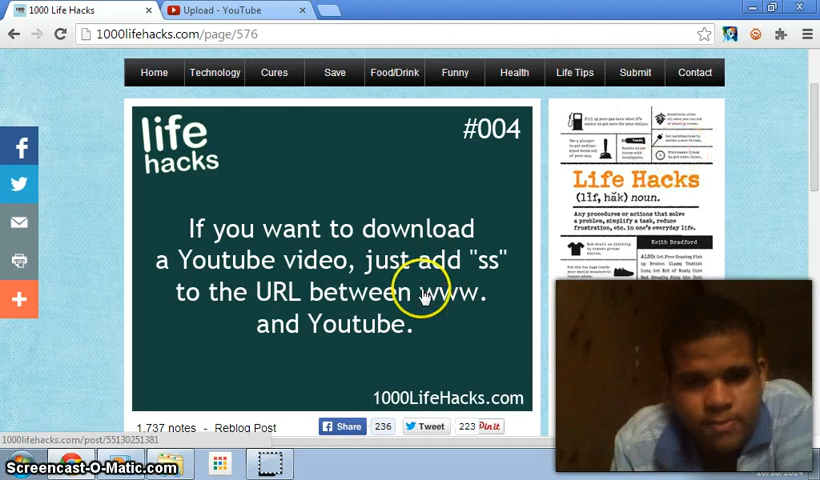 1000 Life Hacks
Upload - YouTube
1000lifehacks.com/page/576
Home Technology Cures Save Food/Drink Funny Health Life Tips Submit Contact
life
hacks
#004
If you want to download
a Youtube video, just add "ss"
to the URL between www.
and Youtube.
1000LifeHacks.com
1,737 notes - Reblog Post
Share 236 Tweet 223 Pin It
Life Hacks
(līf, hăk) noun.
Any procedures or actions that solve
a problem, simplify a task, reduce
frustration, etc. in one's everyday life.
Keith Bradford
1000lifehacks.com/post/55130251381
Screencast-O-Matic.com